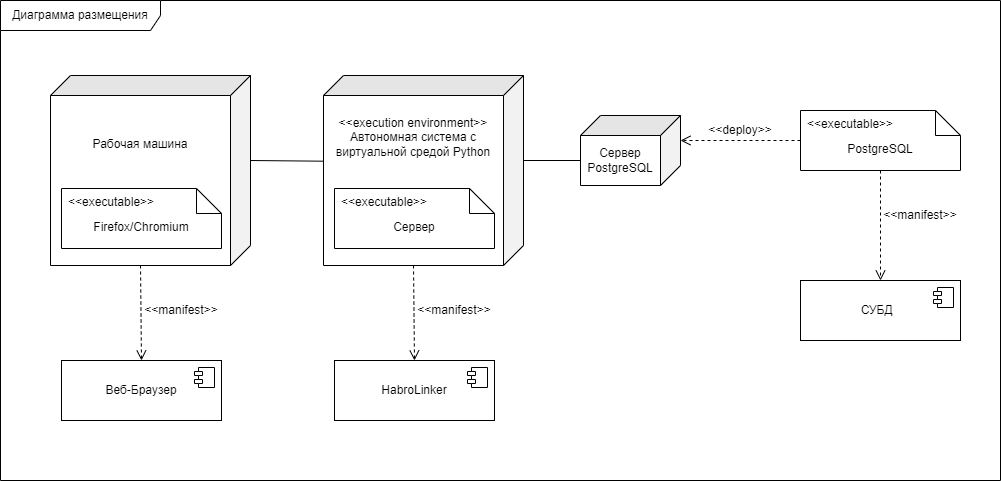 Диаграмма размещения
Рабочая машина
<<executable>>
Firefox/Chromium
<<manifest>>
Веб-Браузер
<<execution environment>>
Автономная система с
виртуальной средой Python
<<executable>>
Сервер
<<manifest>>
HabroLinker
Сервер
PostgreSQL
<<deploy>>
<<executable>>
PostgreSQL
<<manifest>>
СУБД